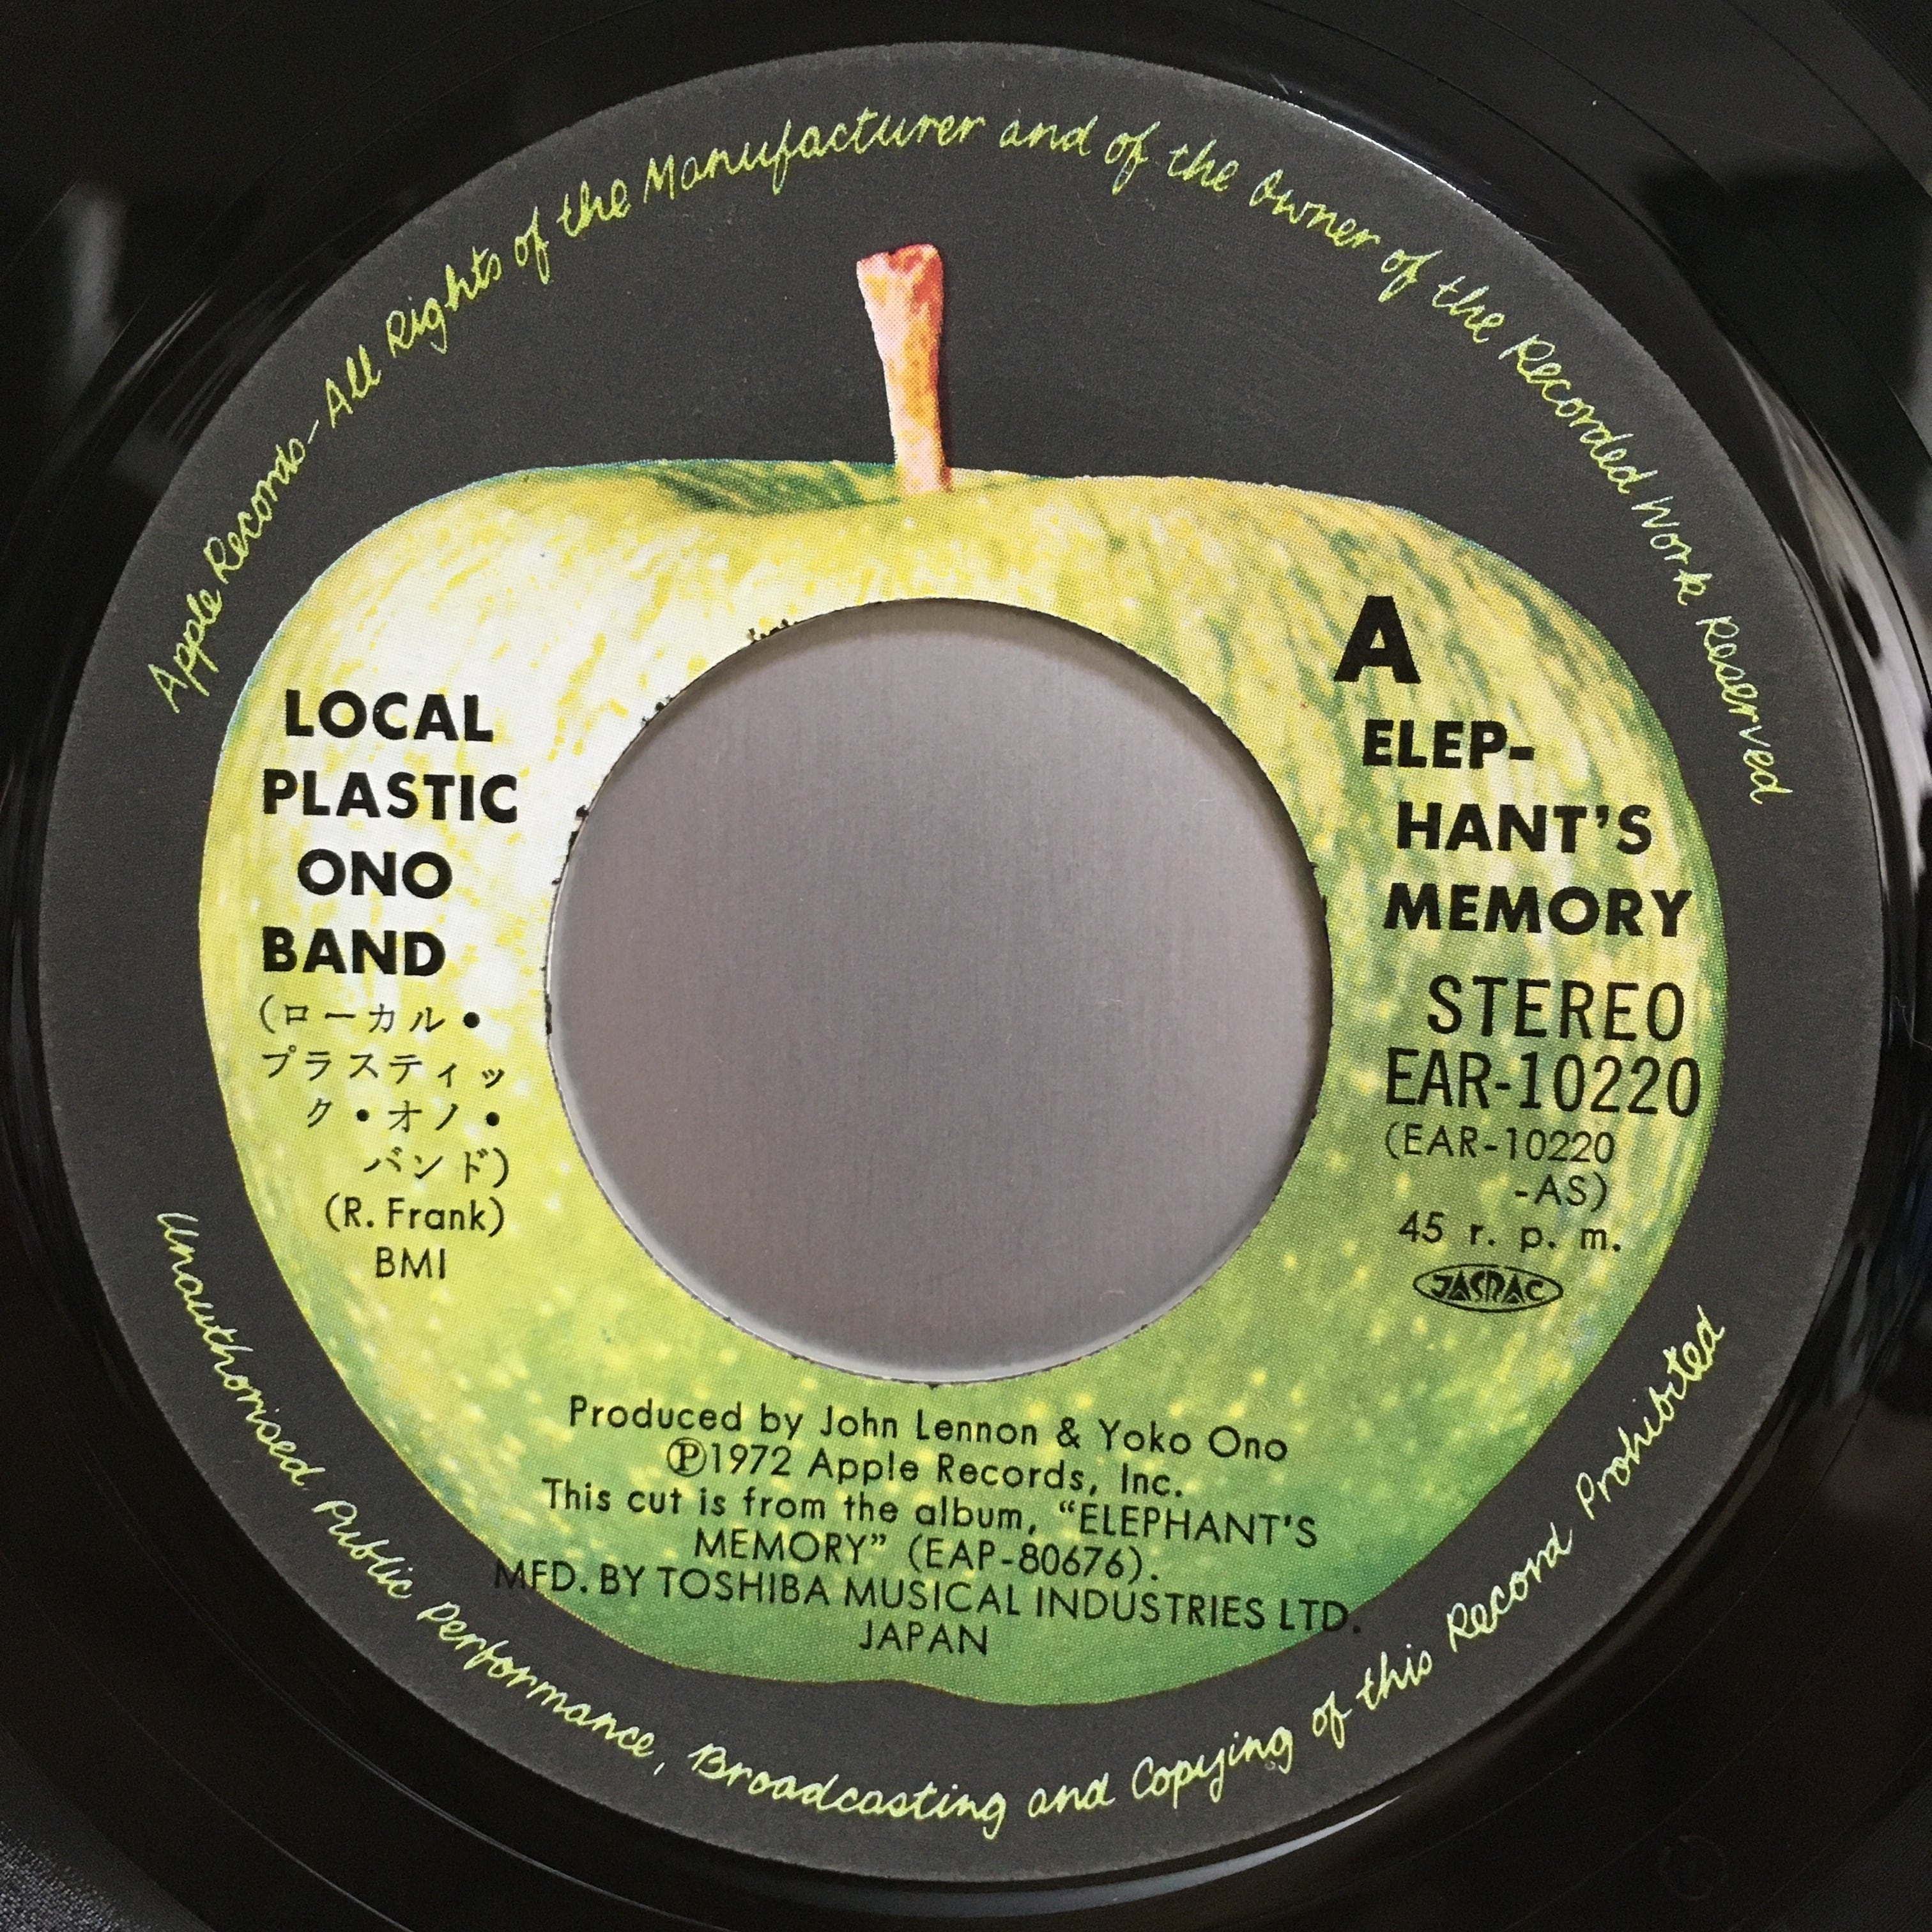 Apple Records-All Rights of the Manufacturer and of the Owner of the Recorded Work Reserved
LOCAL
PLASTIC
ONO
BAND
(ローカル・
プラスティッ
ク・オノ・
バンド)
(R. Frank)
BMI
A
ELEP-
HANT'S
MEMORY
STEREO
EAR-10220
(EAR-10220
-AS)
45 r. p. m.
JASRAC
Produced by John Lennon & Yoko Ono
℗1972 Apple Records, Inc.
This cut is from the album, “ELEPHANT'S
MEMORY” (EAP-80676).
MFD. BY TOSHIBA MUSICAL INDUSTRIES LTD.
JAPAN
Unauthorised Public Performance, Broadcasting and Copying of this Record Prohibited